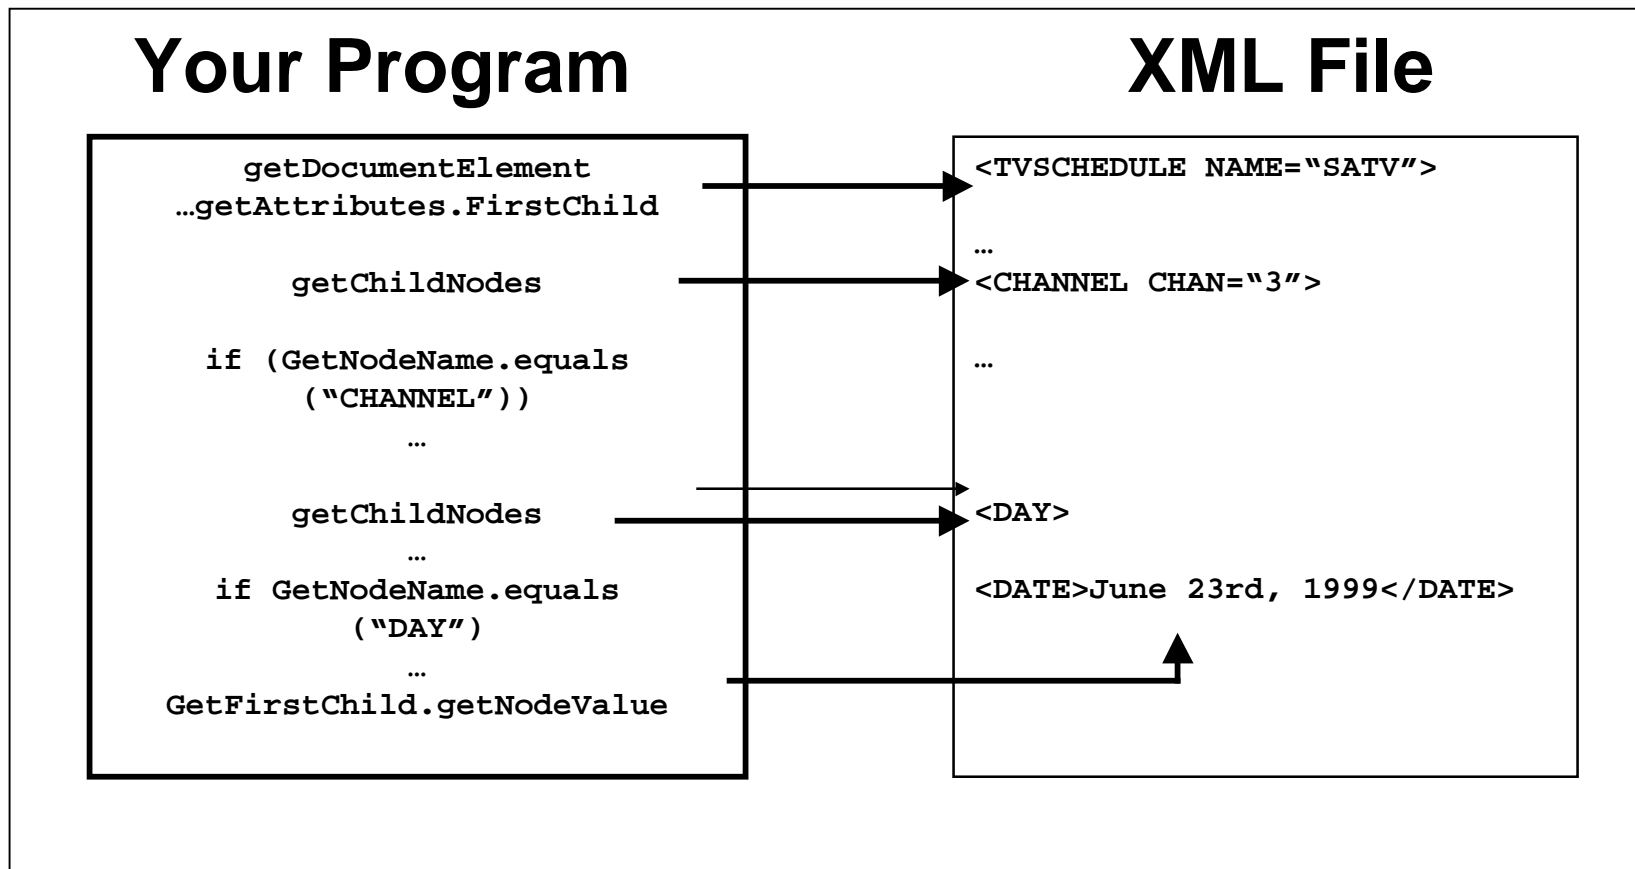 Your Program
getDocumentElement
…getAttributes.FirstChild
getChildNodes
if (GetNodeName.equals
(“CHANNEL”))
…
getChildNodes
…
if GetNodeName.equals
(“DAY”)
…
GetFirstChild.getNodeValue
XML File
<TVSCHEDULE NAME=“SATV”>
…
<CHANNEL CHAN=“3”>
…
<DAY>
<DATE>June 23rd, 1999</DATE>